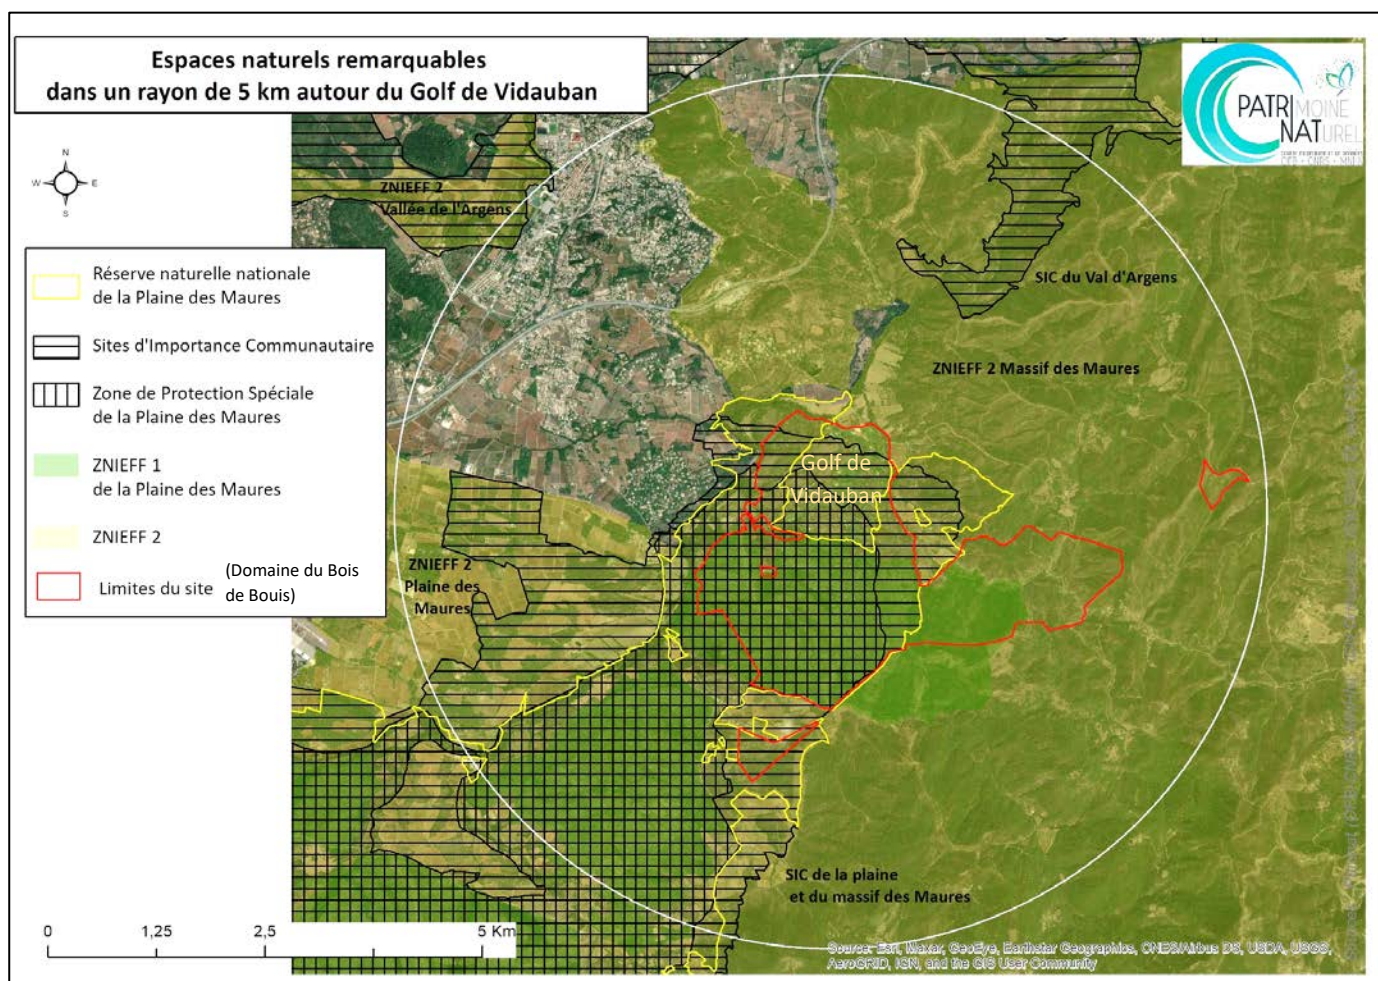 Espaces naturels remarquables
dans un rayon de 5 km autour du Golf de Vidauban
PATRIMOINE
NATUREL
N
W
E
S
Réserve naturelle nationale
de la Plaine des Maures
Sites d'Importance Communautaire
Zone de Protection Spéciale
de la Plaine des Maures
ZNIEFF 1
de la Plaine des Maures
ZNIEFF 2
Limites du site
(Domaine du Bois
de Bouis)
ZNIEFF 2
Vallée de l'Argens
SIC du Val d'Argens
ZNIEFF 2 Massif des Maures
Golf de
Vidauban
ZNIEFF 2
Plaine des
Maures
SIC de la plaine
et du massif des Maures
0
1,25
2,5
5 Km
Source: Esri, Maxar, GeoEye, Earthstar Geographics, CNES/Airbus DS, USDA, USGS,
AeroGRID, IGN, and the GIS User Community